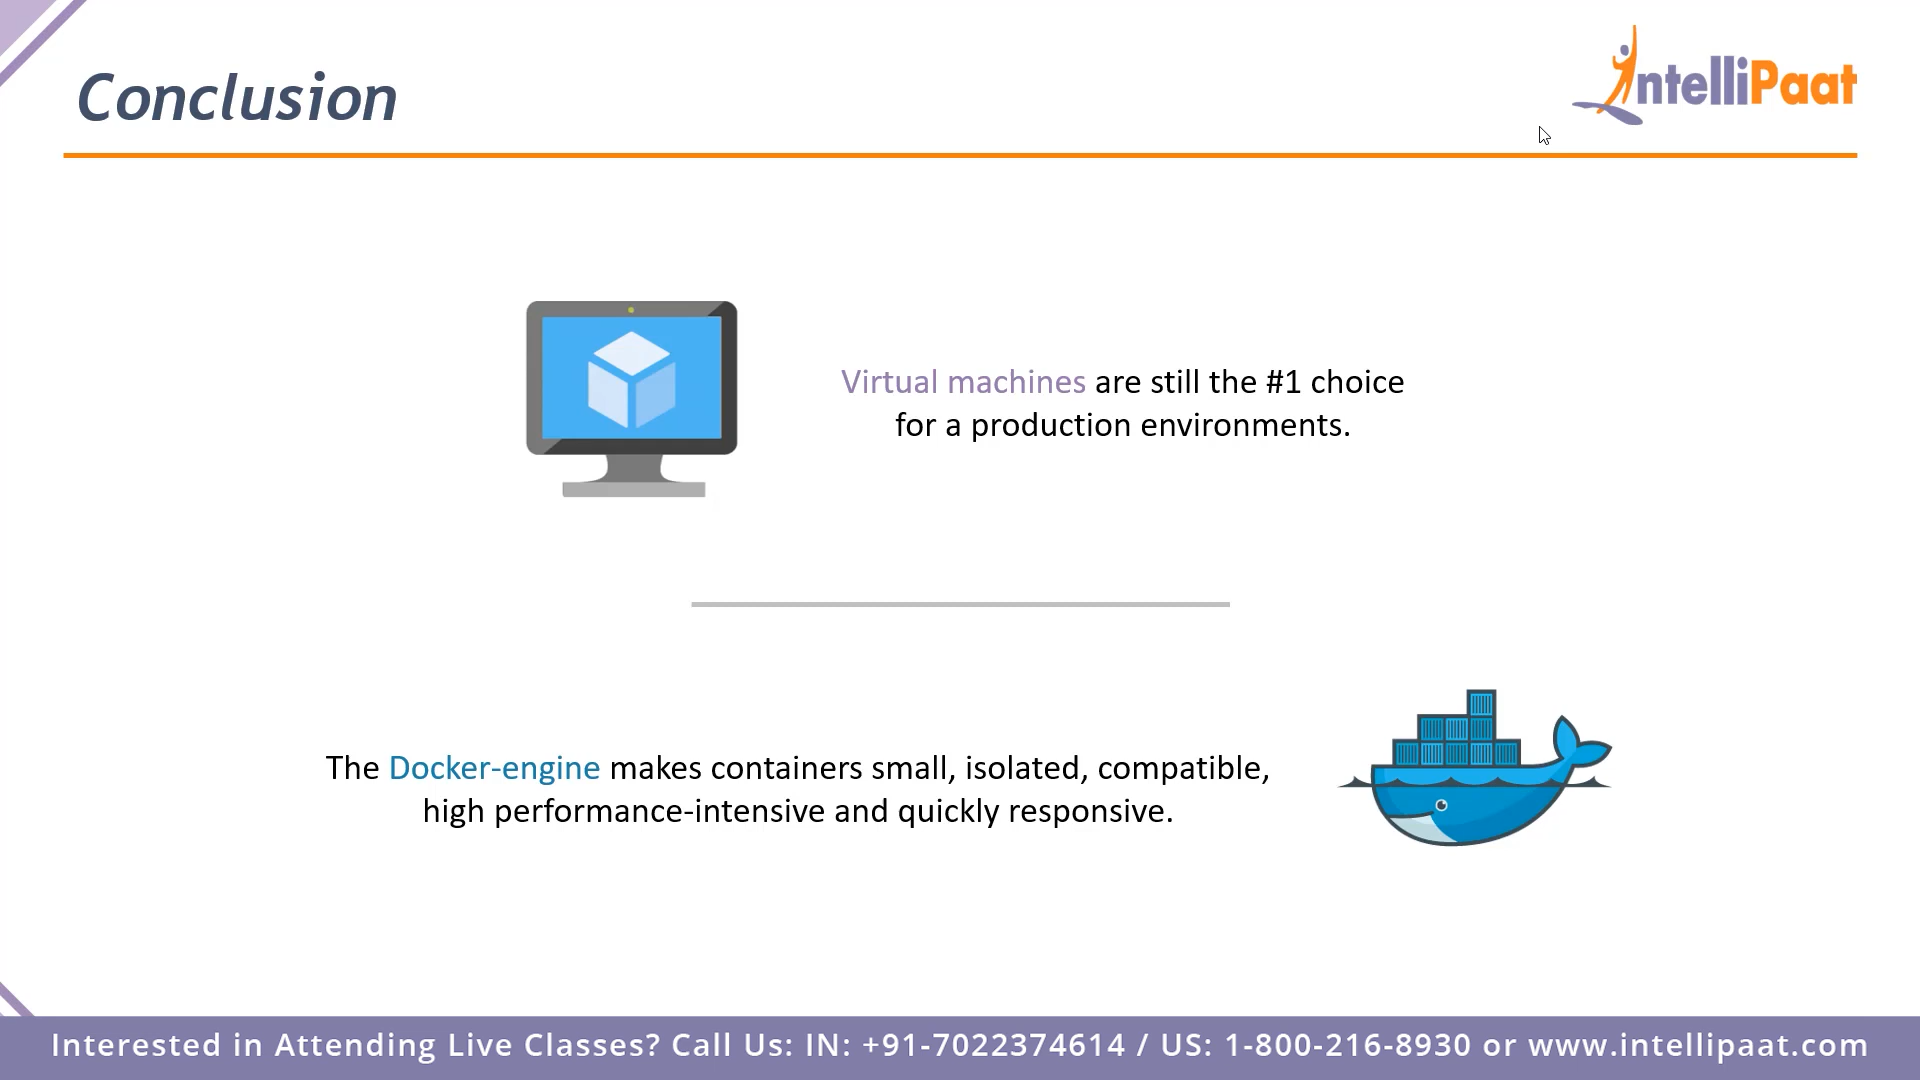 Conclusion
IntelliPaat
Virtual machines are still the #1 choice
for a production environments.
The Docker-engine makes containers small, isolated, compatible,
high performance-intensive and quickly responsive.
Interested in Attending Live Classes? Call Us: IN: +91-7022374614 / US: 1-800-216-8930 or www.intellipaat.com